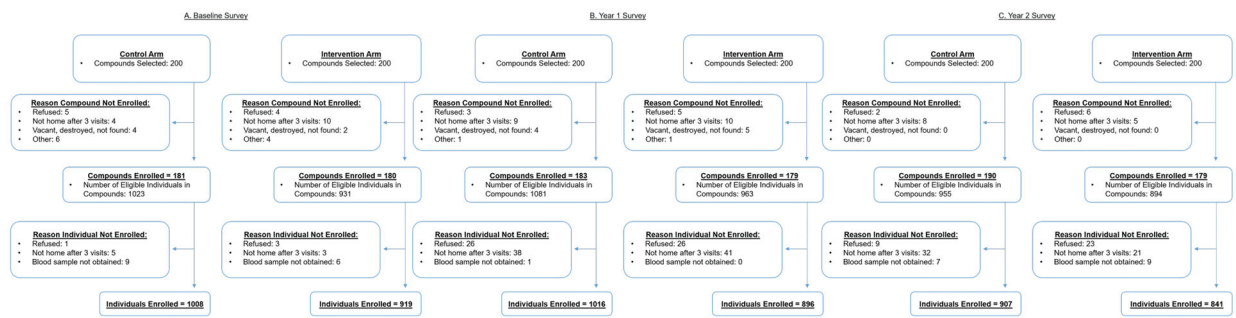 A. Baseline Survey
Control Arm
• Compounds Selected: 200
Reason Compound Not Enrolled:
• Refused: 5
• Not home after 3 visits: 4
• Vacant, destroyed, not found: 4
• Other: 6
Compounds Enrolled = 181
• Number of Eligible Individuals in
Compounds: 1023
Reason Individual Not Enrolled:
• Refused: 1
• Not home after 3 visits: 5
• Blood sample not obtained: 9
Individuals Enrolled = 1008
Intervention Arm
• Compounds Selected: 200
Reason Compound Not Enrolled:
• Refused: 4
• Not home after 3 visits: 10
• Vacant, destroyed, not found: 2
• Other: 4
Compounds Enrolled = 180
• Number of Eligible Individuals in
Compounds: 931
Reason Individual Not Enrolled:
• Refused: 3
• Not home after 3 visits: 3
• Blood sample not obtained: 6
Individuals Enrolled = 919
B. Year 1 Survey
Control Arm
• Compounds Selected: 200
Reason Compound Not Enrolled:
• Refused: 3
• Not home after 3 visits: 9
• Vacant, destroyed, not found: 4
• Other: 1
Compounds Enrolled = 183
• Number of Eligible Individuals in
Compounds: 1081
Reason Individual Not Enrolled:
• Refused: 26
• Not home after 3 visits: 38
• Blood sample not obtained: 1
Individuals Enrolled = 1016
Intervention Arm
• Compounds Selected: 200
Reason Compound Not Enrolled:
• Refused: 5
• Not home after 3 visits: 10
• Vacant, destroyed, not found: 5
• Other: 1
Compounds Enrolled = 179
• Number of Eligible Individuals in
Compounds: 963
Reason Individual Not Enrolled:
• Refused: 26
• Not home after 3 visits: 41
• Blood sample not obtained: 0
Individuals Enrolled = 896
C. Year 2 Survey
Control Arm
• Compounds Selected: 200
Reason Compound Not Enrolled:
• Refused: 2
• Not home after 3 visits: 8
• Vacant, destroyed, not found: 0
• Other: 0
Compounds Enrolled = 190
• Number of Eligible Individuals in
Compounds: 955
Reason Individual Not Enrolled:
• Refused: 9
• Not home after 3 visits: 32
• Blood sample not obtained: 7
Individuals Enrolled = 907
Intervention Arm
• Compounds Selected: 200
Reason Compound Not Enrolled:
• Refused: 6
• Not home after 3 visits: 5
• Vacant, destroyed, not found: 0
• Other: 0
Compounds Enrolled = 179
• Number of Eligible Individuals in
Compounds: 894
Reason Individual Not Enrolled:
• Refused: 23
• Not home after 3 visits: 21
• Blood sample not obtained: 9
Individuals Enrolled = 841